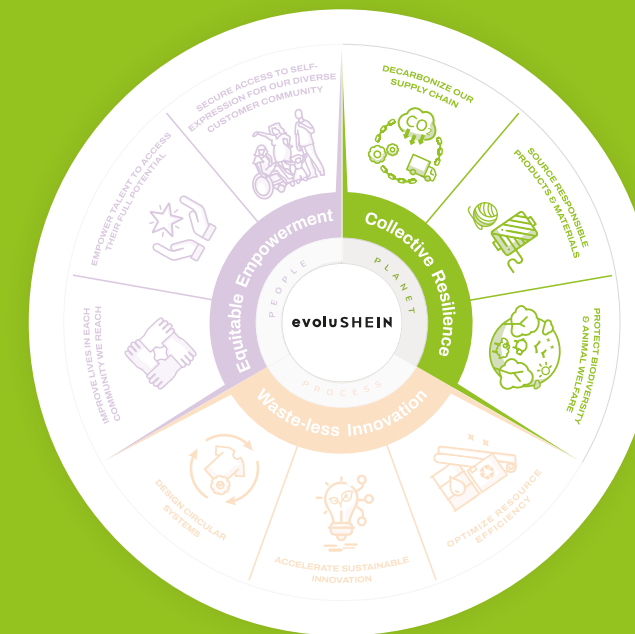 SECURE ACCESS TO SELF-
EXPRESSION FOR OUR DIVERSE
CUSTOMER COMMUNITY
DECARBONIZE OUR
SUPPLY CHAIN
CO₂
SOURCE RESPONSIBLE
PRODUCTS & MATERIALS
PROTECT BIODIVERSITY
& ANIMAL WELFARE
OPTIMIZE RESOURCE
EFFICIENCY
ACCELERATE SUSTAINABLE
INNOVATION
DESIGN CIRCULAR
SYSTEMS
IMPROVE LIVES IN EACH
COMMUNITY WE REACH
EMPOWER TALENT TO ACCESS
THEIR FULL POTENTIAL
Equitable Empowerment
Collective Resilience
Waste-less Innovation
PEOPLE
PLANET
PROCESS
evoluSHEIN